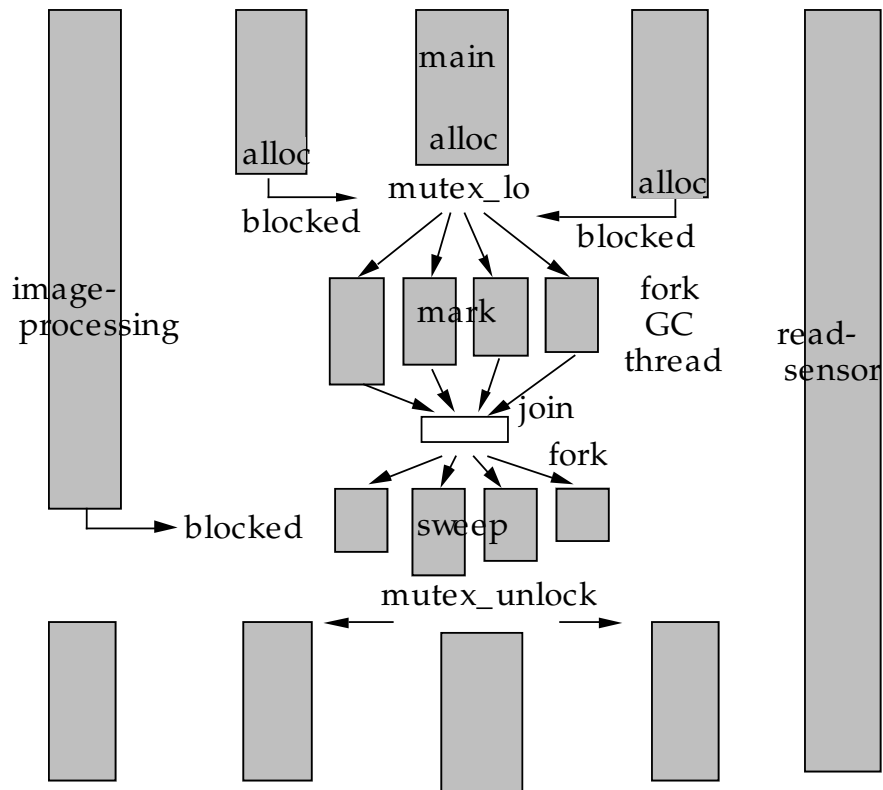 main
alloc
alloc
alloc
mutex_lo
blocked
blocked
image-
processing
mark
fork
GC
thread
read-
sensor
join
fork
blocked
sweep
mutex_unlock